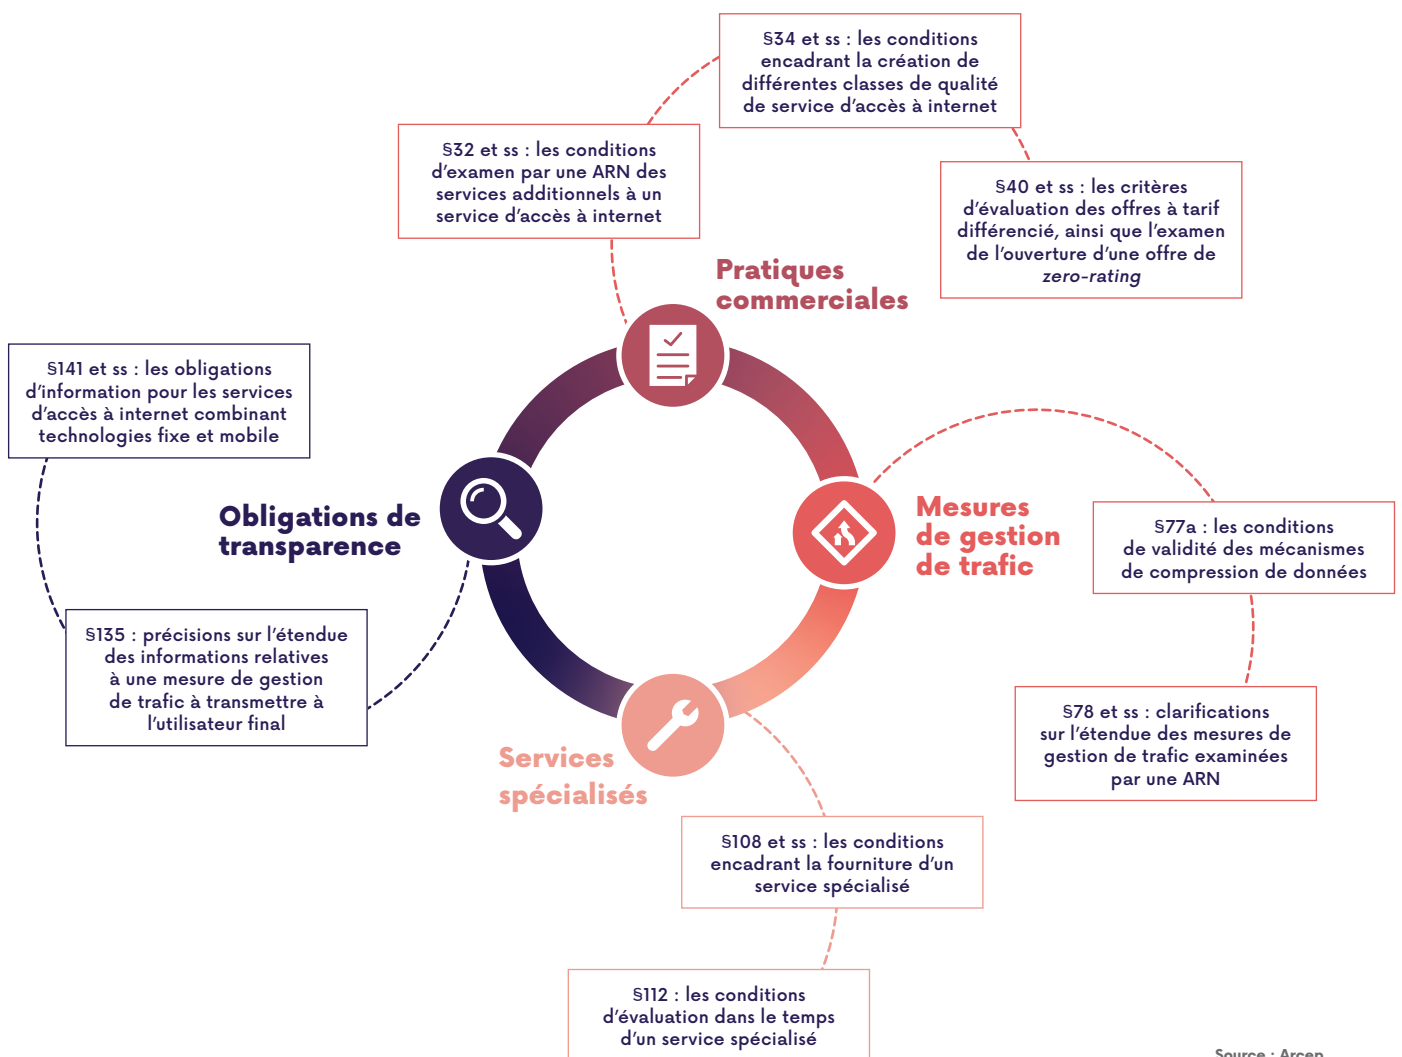 §34 et ss : les conditions
encadrant la création de
différentes classes de qualité
de service d'accès à internet
§32 et ss : les conditions
d'examen par une ARN des
services additionnels à un
service d'accès à internet
§40 et ss : les critères
d'évaluation des offres à tarif
différencié, ainsi que l'examen
de l'ouverture d'une offre de
zero-rating
Pratiques
commerciales
§141 et ss : les obligations
d'information pour les services
d'accès à internet combinant
technologies fixe et mobile
Obligations de
transparence
Mesures
de gestion
de trafic
§77a : les conditions
de validité des mécanismes
de compression de données
§135 : précisions sur l'étendue
des informations relatives
à une mesure de gestion
de trafic à transmettre à
l'utilisateur final
§78 et ss : clarifications
sur l'étendue des mesures de
gestion de trafic examinées
par une ARN
Services
spécialisés
§108 et ss : les conditions
encadrant la fourniture d'un
service spécialisé
§112 : les conditions
d'évaluation dans le temps
d'un service spécialisé
Source : Arcep